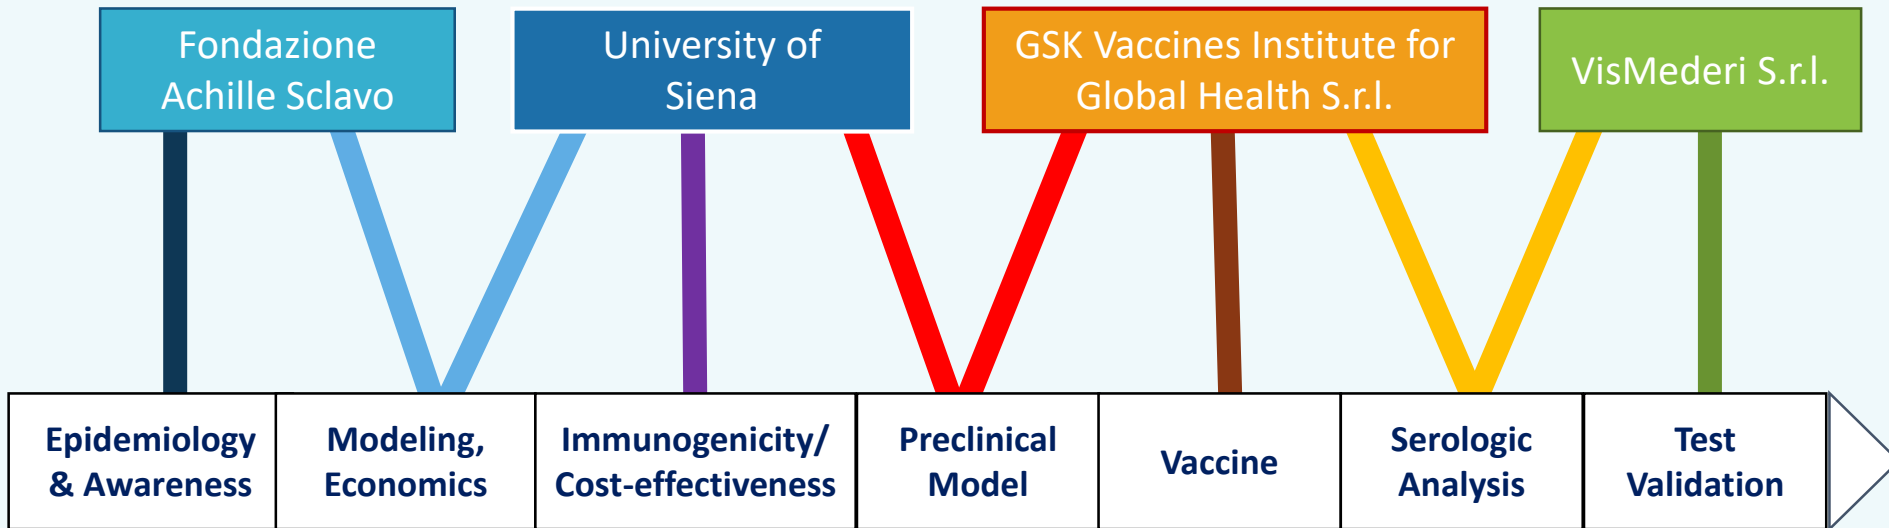 Fondazione
Achille Sclavo
University of
Siena
GSK Vaccines Institute for
Global Health S.r.l.
VisMederi S.r.l.
Epidemiology
& Awareness
Modeling,
Economics
Immunogenicity/
Cost-effectiveness
Preclinical
Model
Vaccine
Serologic
Analysis
Test
Validation